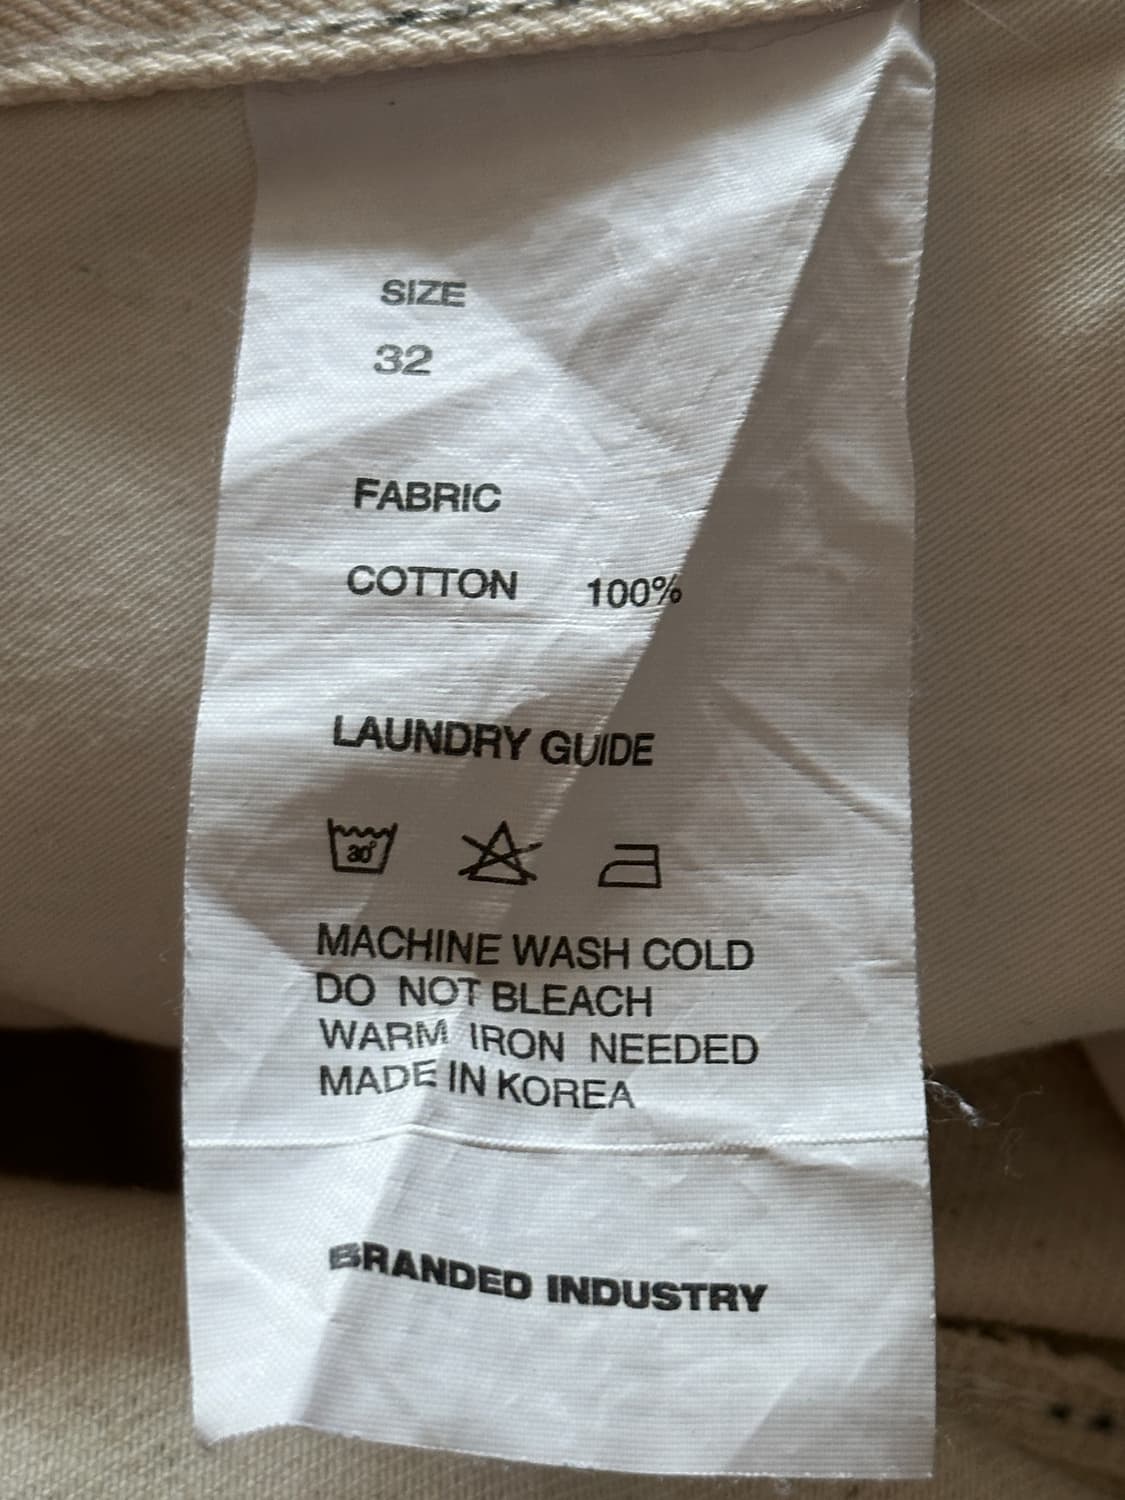 SIZE
32
FABRIC
COTTON 100%
LAUNDRY GUIDE
30°
MACHINE WASH COLD
DO NOT BLEACH
WARM IRON NEEDED
MADE IN KOREA
BRANDED INDUSTRY